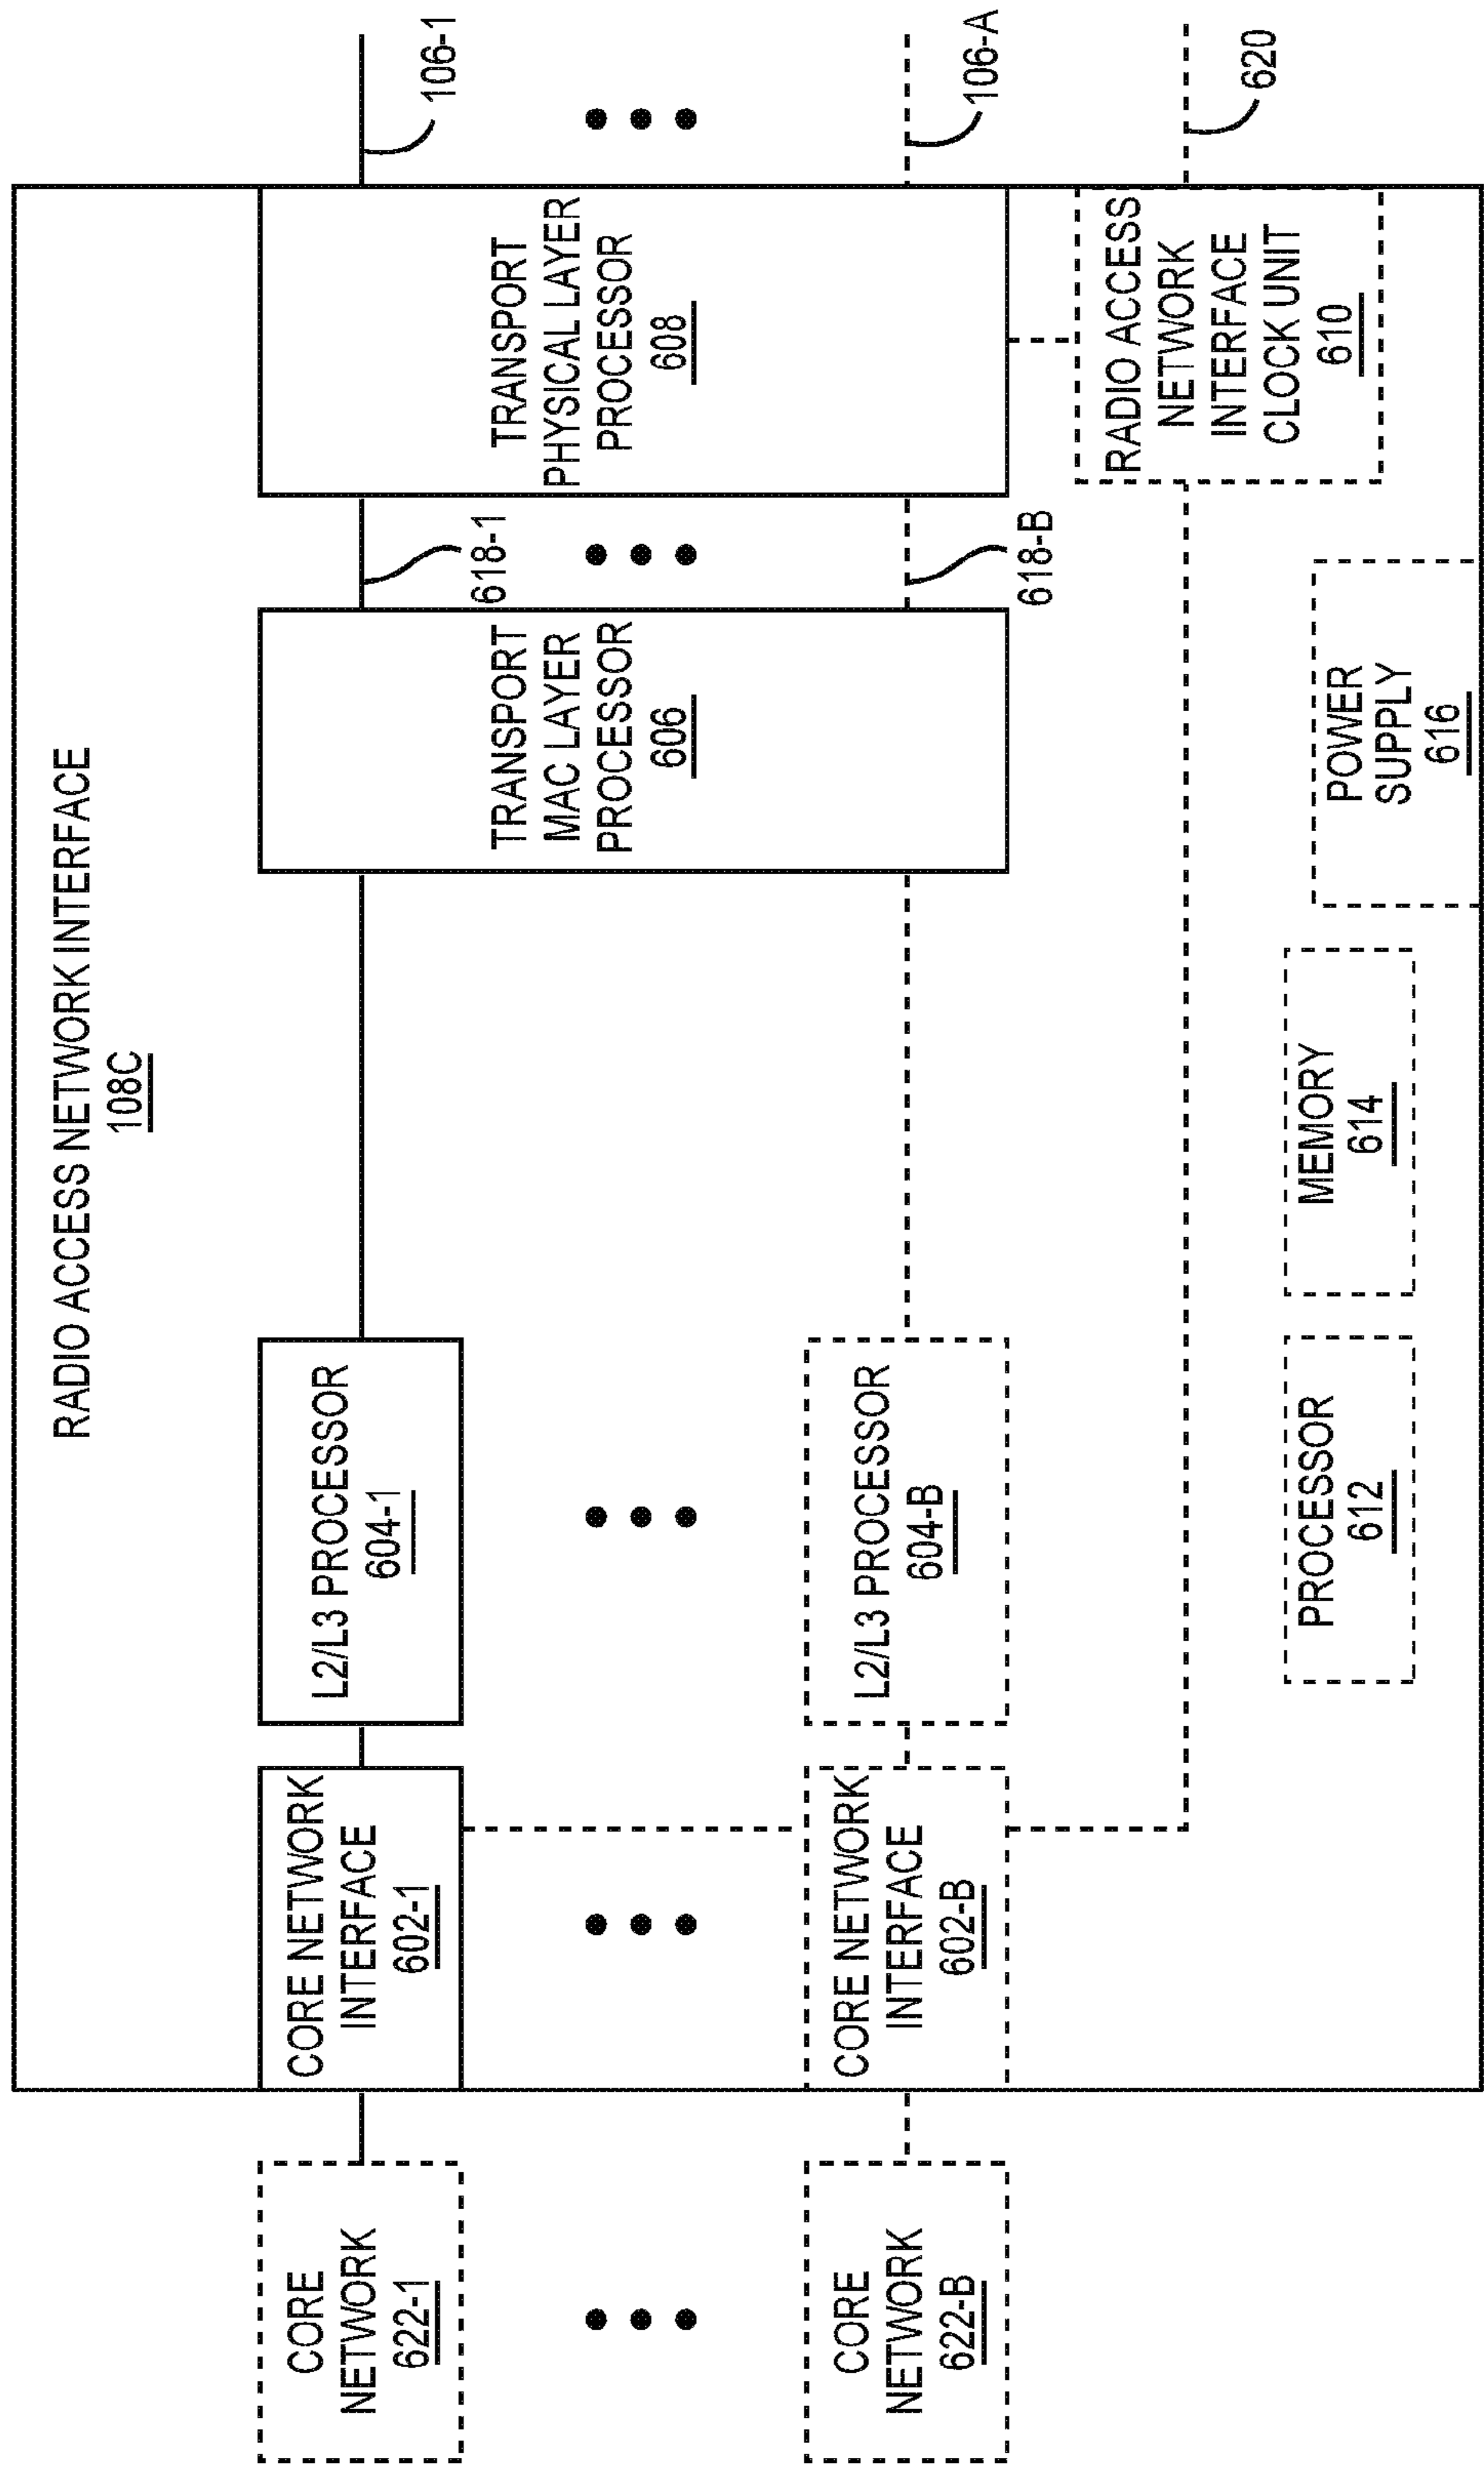 RADIO ACCESS NETWORK INTERFACE
108C
CORE
NETWORK
622-1
CORE NETWORK
INTERFACE
602-1
L2/L3 PROCESSOR
604-1
TRANSPORT
MAC LAYER
PROCESSOR
606
618-1
TRANSPORT
PHYSICAL LAYER
PROCESSOR
608
106-1
CORE
NETWORK
622-B
CORE NETWORK
INTERFACE
602-B
L2/L3 PROCESSOR
604-B
618-B
106-A
RADIO ACCESS
NETWORK
INTERFACE
CLOCK UNIT
610
620
PROCESSOR
612
MEMORY
614
POWER
SUPPLY
616